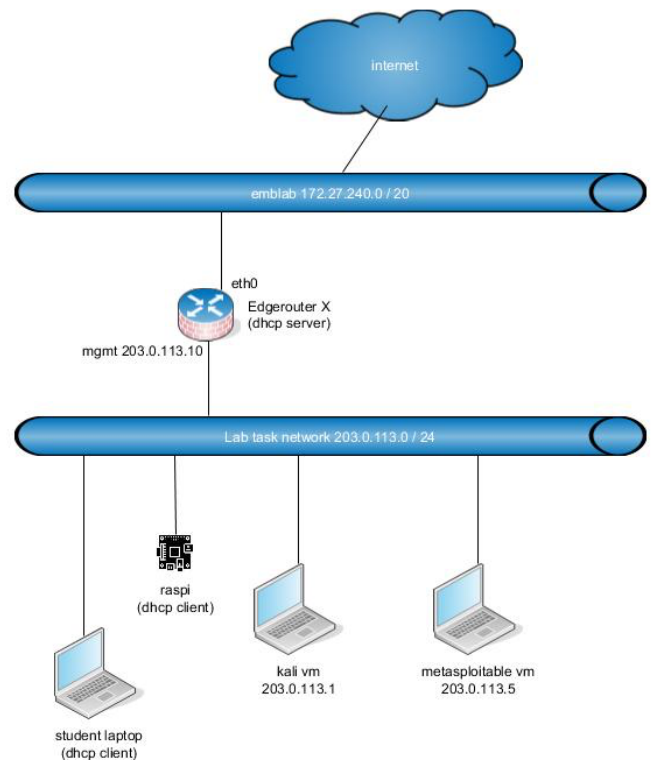 internet
emblab 172.27.240.0 / 20
eth0
Edgerouter X
(dhcp server)
mgmt 203.0.113.10
Lab task network 203.0.113.0 / 24
raspi
(dhcp client)
kali vm
203.0.113.1
metasploitable vm
203.0.113.5
student laptop
(dhcp client)